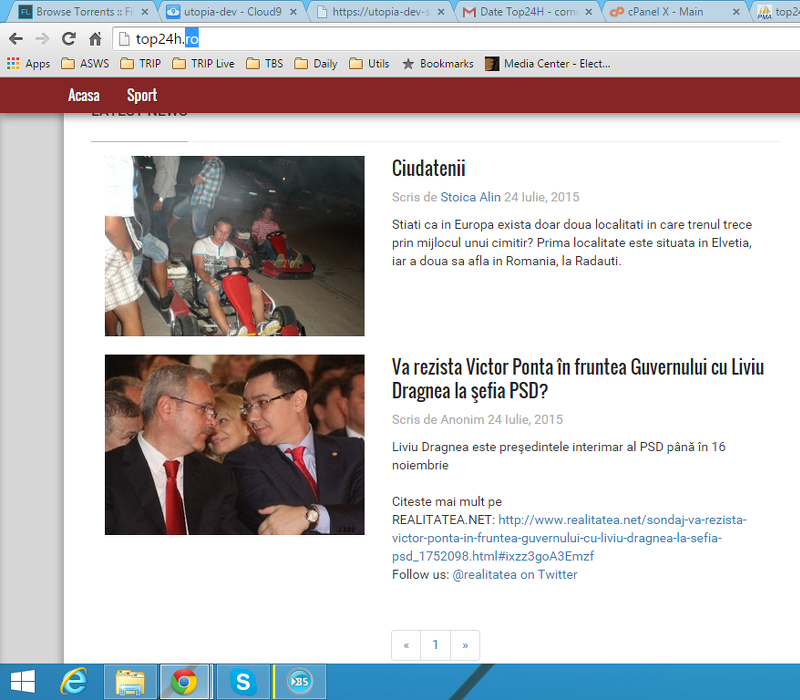 Browse Torrents :: Fi
utopia-dev - Cloud9
https://utopia-dev-s
Date Top24H - corn
cPanel X - Main
top24
top24h.ro
Apps ASWS TRIP TRIP Live TBS Daily Utils Bookmarks Media Center - Elect...
Acasa Sport
LATEST NEWS
Ciudatenii
Scris de Stoica Alin 24 Iulie, 2015
Stiati ca in Europa exista doar doua localitati in care trenul trece
prin mijlocul unui cimitir? Prima localitate este situata in Elvetia,
iar a doua sa afla in Romania, la Radauti.
Va rezista Victor Ponta în fruntea Guvernului cu Liviu
Dragnea la şefia PSD?
Scris de Anonim 24 Iulie, 2015
Liviu Dragnea este preşedintele interimar al PSD până în 16
noiembrie
Citeste mai mult pe
REALITATEA.NET: http://www.realitatea.net/sondaj-va-rezista-
victor-ponta-in-fruntea-guvernului-cu-liviu-dragnea-la-sefia-
psd_1752098.html#ixzz3goA3Emzf
Follow us: @realitatea on Twitter
« 1 »